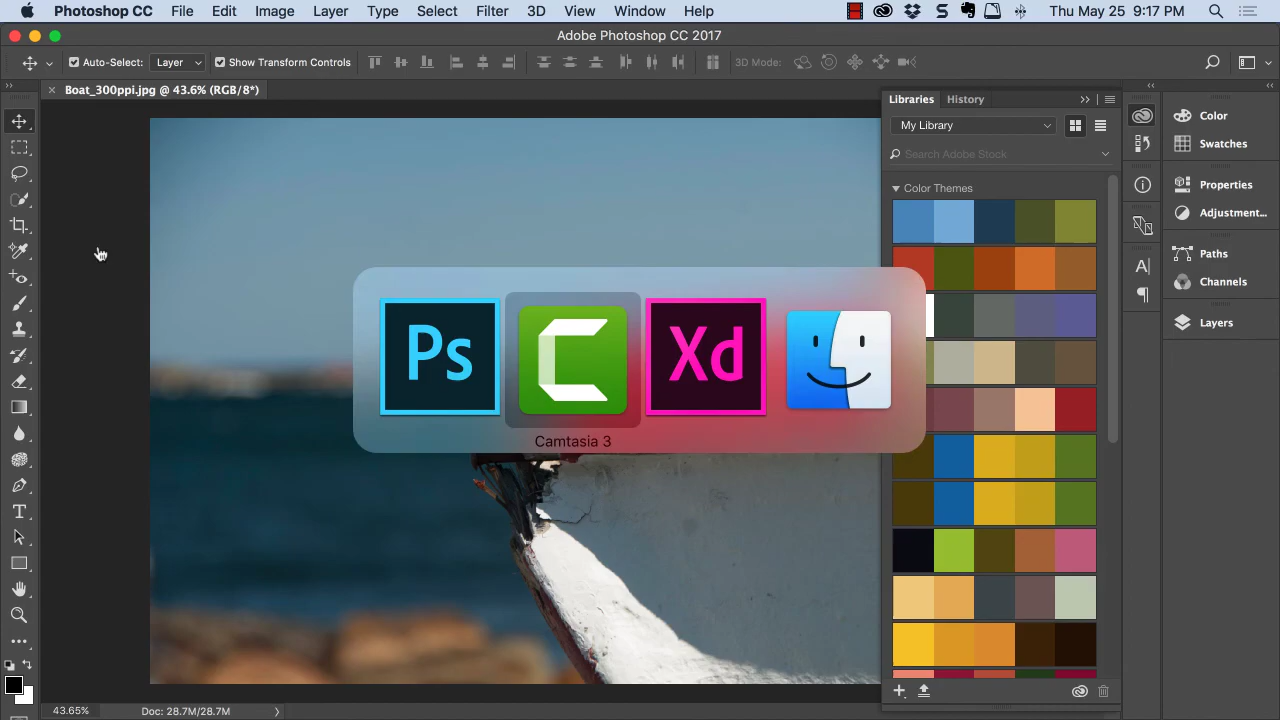 Photoshop CC File Edit Image Layer Type Select Filter 3D View Window Help Thu May 25 9:17 PM
Adobe Photoshop CC 2017
Auto-Select: Layer Show Transform Controls 3D Mode:
Boat_300ppi.jpg @ 43.6% (RGB/8*)
Libraries History
My Library
Search Adobe Stock
Color Themes
Color
Swatches
Properties
Adjustment...
Paths
Channels
Layers
Ps Xd
Camtasia 3
43.65% Doc: 28.7M/28.7M